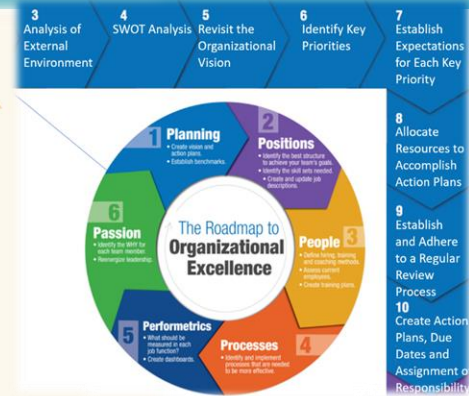 3
Analysis of
External
Environment
4
SWOT Analysis
5
Revisit the
Organizational
Vision
6
Identify Key
Priorities
7
Establish
Expectations
for Each Key
Priority
8
Allocate
Resources to
Accomplish
Action Plans
9
Establish
and Adhere
to a Regular
Review
Process
10
Create Action
Plans, Due
Dates and
Assignment of
Responsibility
The Roadmap to
Organizational
Excellence
1
Planning
• Create vision and
action plans.
• Establish benchmarks.
2
Positions
• Identify the best structure
to achieve your team's goals.
• Identify the skill sets needed.
• Create and update job
descriptions.
People 3
• Define hiring, training
and coaching methods.
• Assess current
employees.
• Create training plans.
Processes 4
• Identify and implement
processes that are needed
to be more effective.
5
Performetrics
• What should be
measured in each
job function?
• Create dashboards.
6
Passion
• Identify the WHY for
each team member.
• Reenergize leadership.